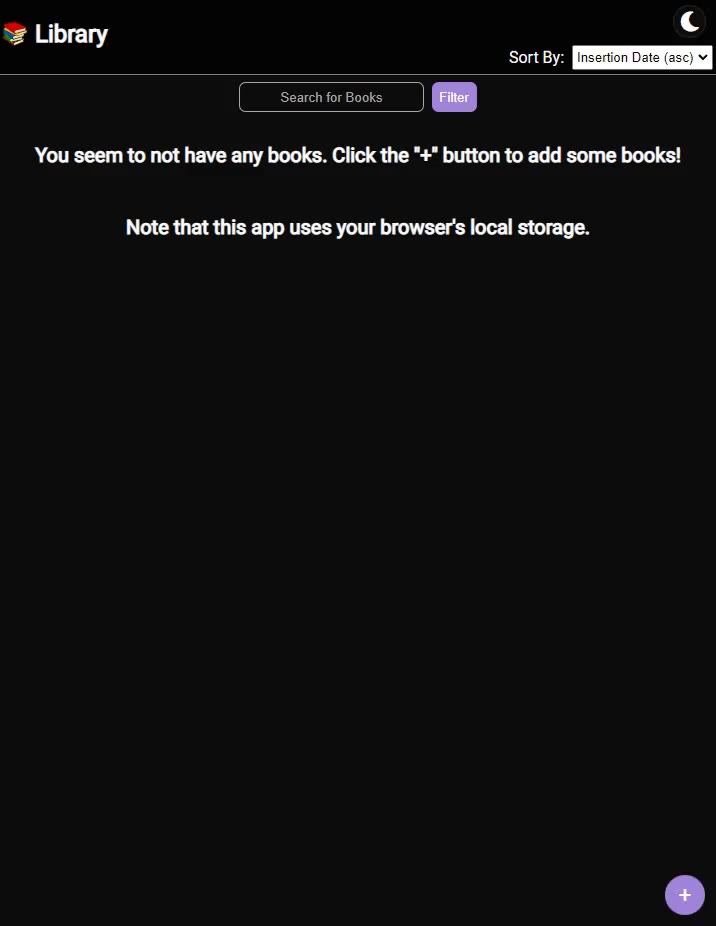 Library
Sort By: Insertion Date (asc)
Search for Books Filter
You seem to not have any books. Click the "+" button to add some books!
Note that this app uses your browser's local storage.
+